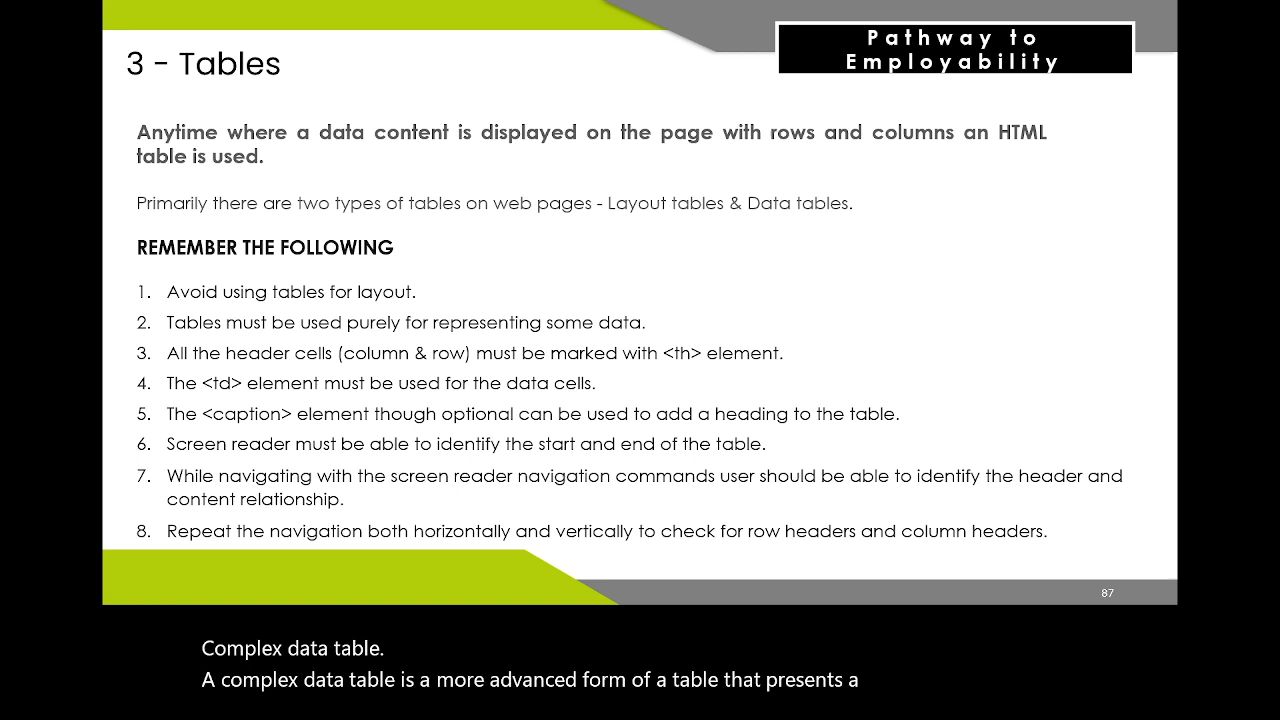 Pathway to
Employability
3 - Tables
Anytime where a data content is displayed on the page with rows and columns an HTML
table is used.
Primarily there are two types of tables on web pages - Layout tables & Data tables.
REMEMBER THE FOLLOWING
1. Avoid using tables for layout.
2. Tables must be used purely for representing some data.
3. All the header cells (column & row) must be marked with <th> element.
4. The <td> element must be used for the data cells.
5. The <caption> element though optional can be used to add a heading to the table.
6. Screen reader must be able to identify the start and end of the table.
7. While navigating with the screen reader navigation commands user should be able to identify the header and
content relationship.
8. Repeat the navigation both horizontally and vertically to check for row headers and column headers.
87
Complex data table.
A complex data table is a more advanced form of a table that presents a